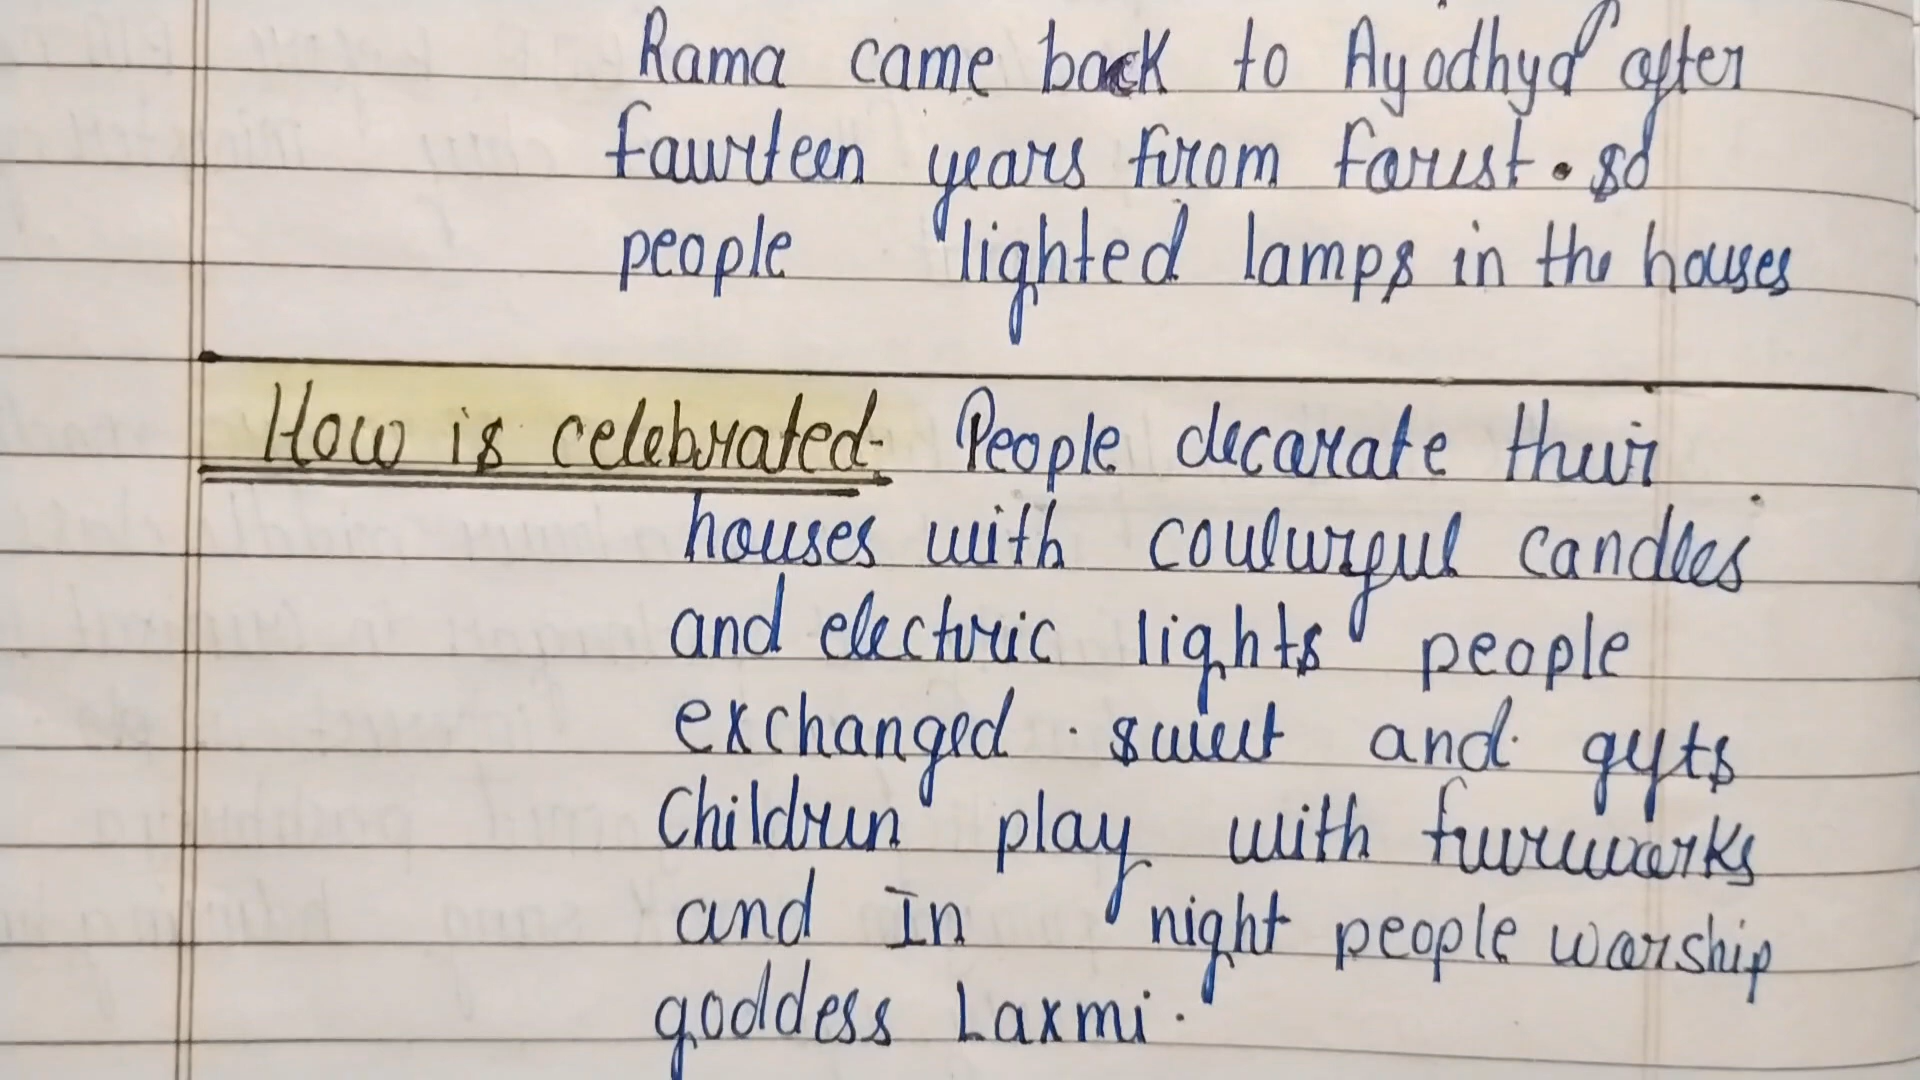 Rama came back to Ayodhya after
fourteen years from forest. so
people lighted lamps in the houses
How is celebrated:- People decorate their
houses with coulurful candles
and electric lights people
exchanged sweet and gifts
Children play with fireworks
and In night people worship
goddess Laxmi.